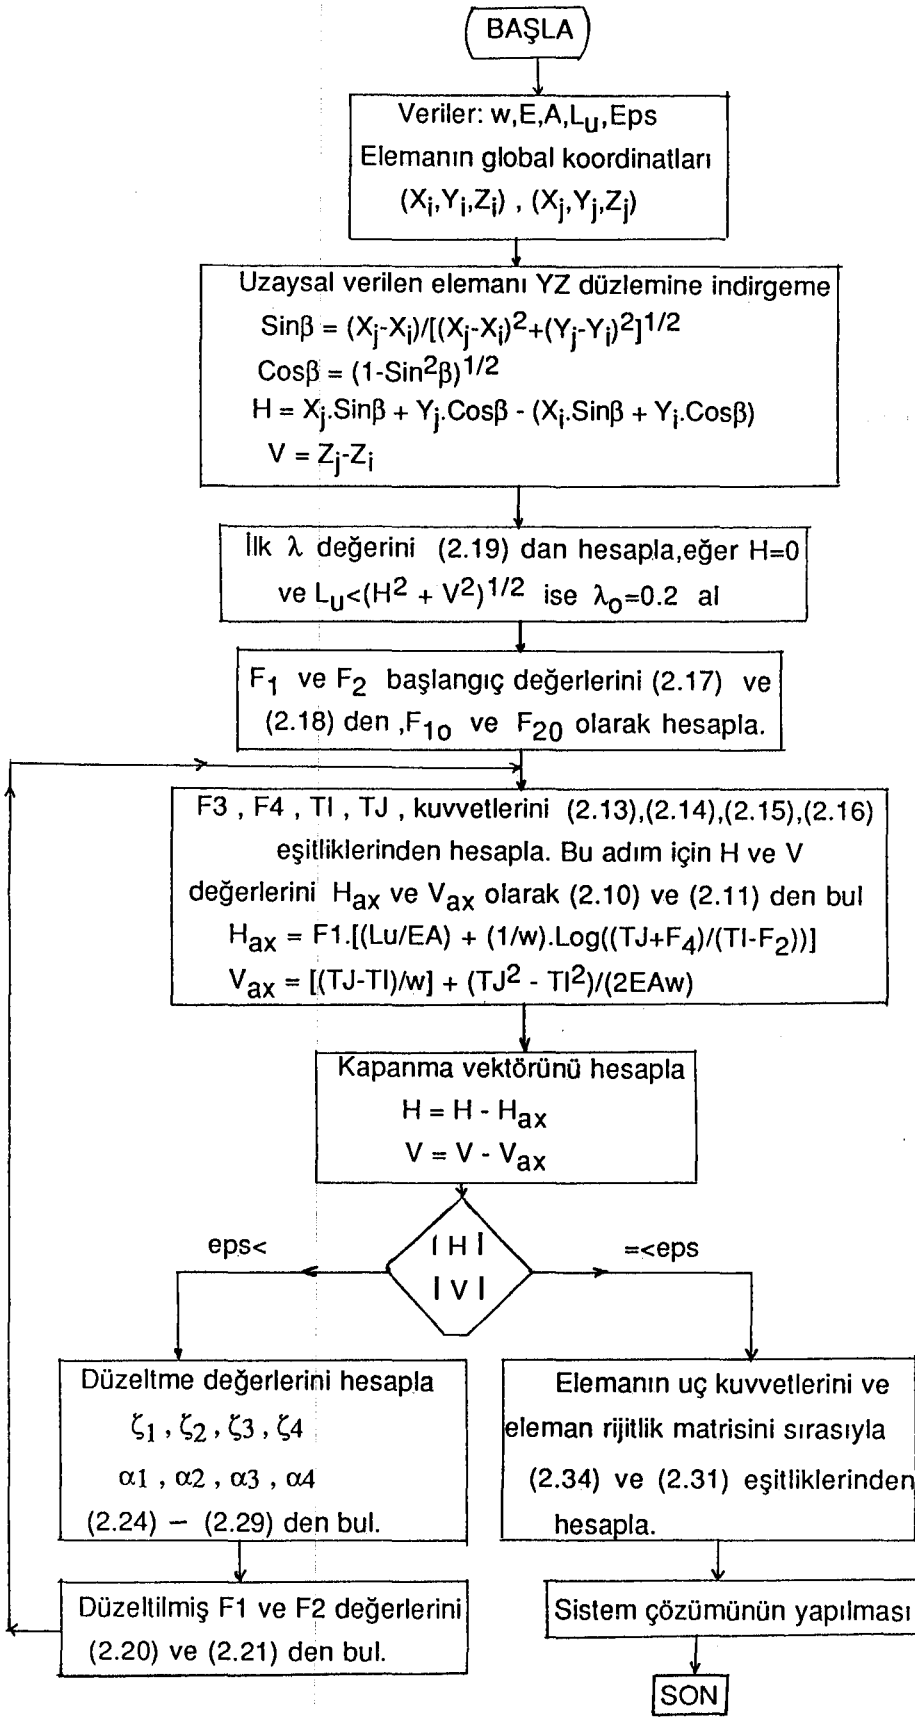 BAŞLA
Veriler: w,E,A,Lu,Eps
Elemanın global koordinatları
(Xi,Yi,Zi) , (Xj,Yj,Zj)
Uzaysal verilen elemanı YZ düzlemine indirgeme
Sinβ = (Xj-Xi)/[(Xj-Xi)2+(Yj-Yi)2]1/2
Cosβ = (1-Sin2β)1/2
H = Xj.Sinβ + Yj.Cosβ - (Xi.Sinβ + Yi.Cosβ)
V = Zj-Zi
İlk λ değerini (2.19) dan hesapla,eğer H=0
ve Lu<(H2 + V2)1/2 ise λo=0.2 al
F1 ve F2 başlangıç değerlerini (2.17) ve
(2.18) den ,F1o ve F20 olarak hesapla.
F3 , F4 , TI , TJ , kuvvetlerini (2.13),(2.14),(2.15),(2.16)
eşitliklerinden hesapla. Bu adım için H ve V
değerlerini Hax ve Vax olarak (2.10) ve (2.11) den bul
Hax = F1.[(Lu/EA) + (1/w).Log((TJ+F4)/(TI-F2))]
Vax = [(TJ-TI)/w] + (TJ2 - TI2)/(2EAw)
Kapanma vektörünü hesapla
H = H - Hax
V = V - Vax
eps<
| H |
=<eps
| V |
Düzeltme değerlerini hesapla
ζ1 , ζ2 , ζ3 , ζ4
α1 , α2 , α3 , α4
(2.24) – (2.29) den bul.
Elemanın uç kuvvetlerini ve
eleman rijitlik matrisini sırasıyla
(2.34) ve (2.31) eşitliklerinden
hesapla.
Düzeltilmiş F1 ve F2 değerlerini
(2.20) ve (2.21) den bul.
Sistem çözümünün yapılması
SON